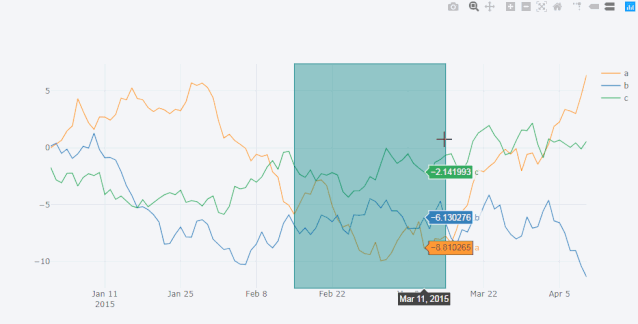 a
b
c
5
0
−5
−10
−2.141993 c
−6.130276 b
−8.810265 a
Jan 11
2015
Jan 25
Feb 8
Feb 22
Mar 11, 2015
Mar 22
Apr 5